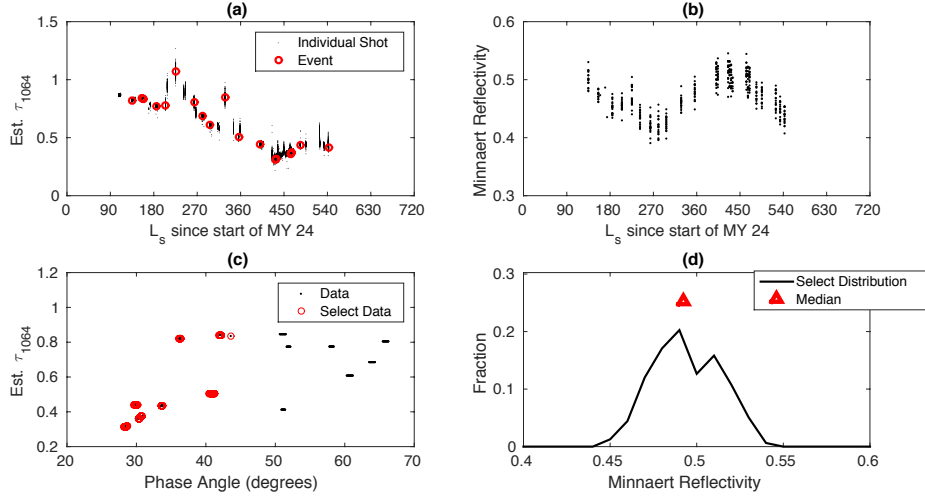 (a)
1.5
1
0.5
0
Est. τ1064
Individual Shot
Event
0 90 180 270 360 450 540 630 720
Ls since start of MY 24
(b)
0.6
0.5
0.4
0.3
Minnaert Reflectivity
0 90 180 270 360 450 540 630 720
Ls since start of MY 24
(c)
1.2
1
0.8
0.6
0.4
0.2
Est. τ1064
Data
Select Data
20 30 40 50 60 70
Phase Angle (degrees)
(d)
0.3
0.2
0.1
0
Fraction
Select Distribution
Median
0.4 0.45 0.5 0.55 0.6
Minnaert Reflectivity